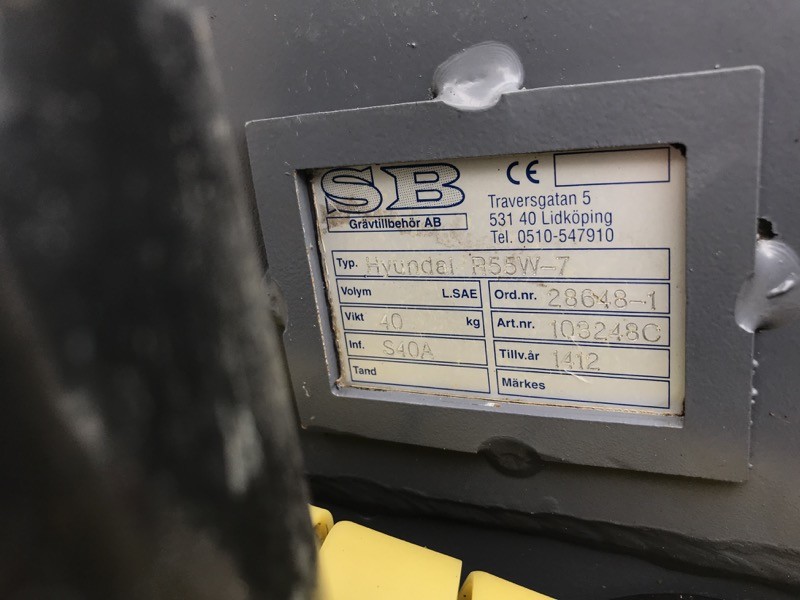 SB CE
Grävtillbehör AB
Traversgatan 5
531 40 Lidköping
Tel. 0510-547910
Typ. Hyundai R55W-7
Volym L.SAE Ord.nr. 28648-1
Vikt 40 kg Art.nr. 108248C
Inf. S40A Tillv.år 1412
Tand Märkes